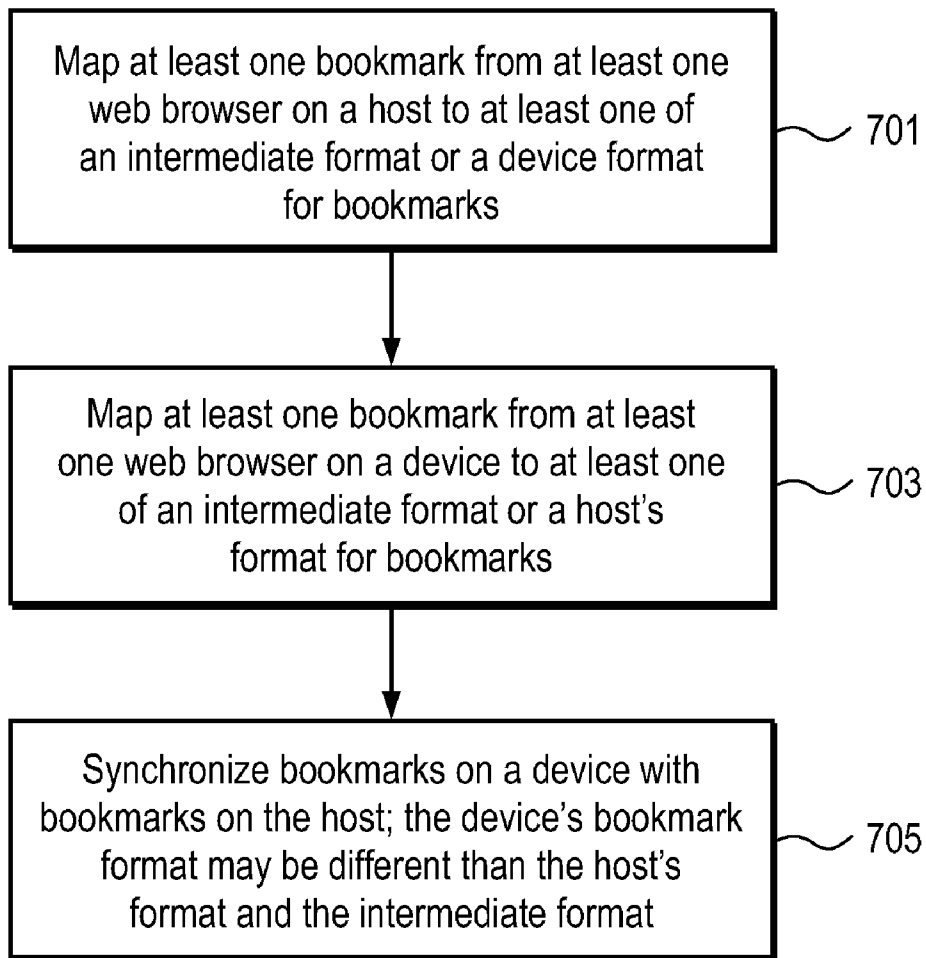 Map at least one bookmark from at least one
web browser on a host to at least one of
an intermediate format or a device format
for bookmarks
701
Map at least one bookmark from at least
one web browser on a device to at least one
of an intermediate format or a host's
format for bookmarks
703
Synchronize bookmarks on a device with
bookmarks on the host; the device's bookmark
format may be different than the host's
format and the intermediate format
705